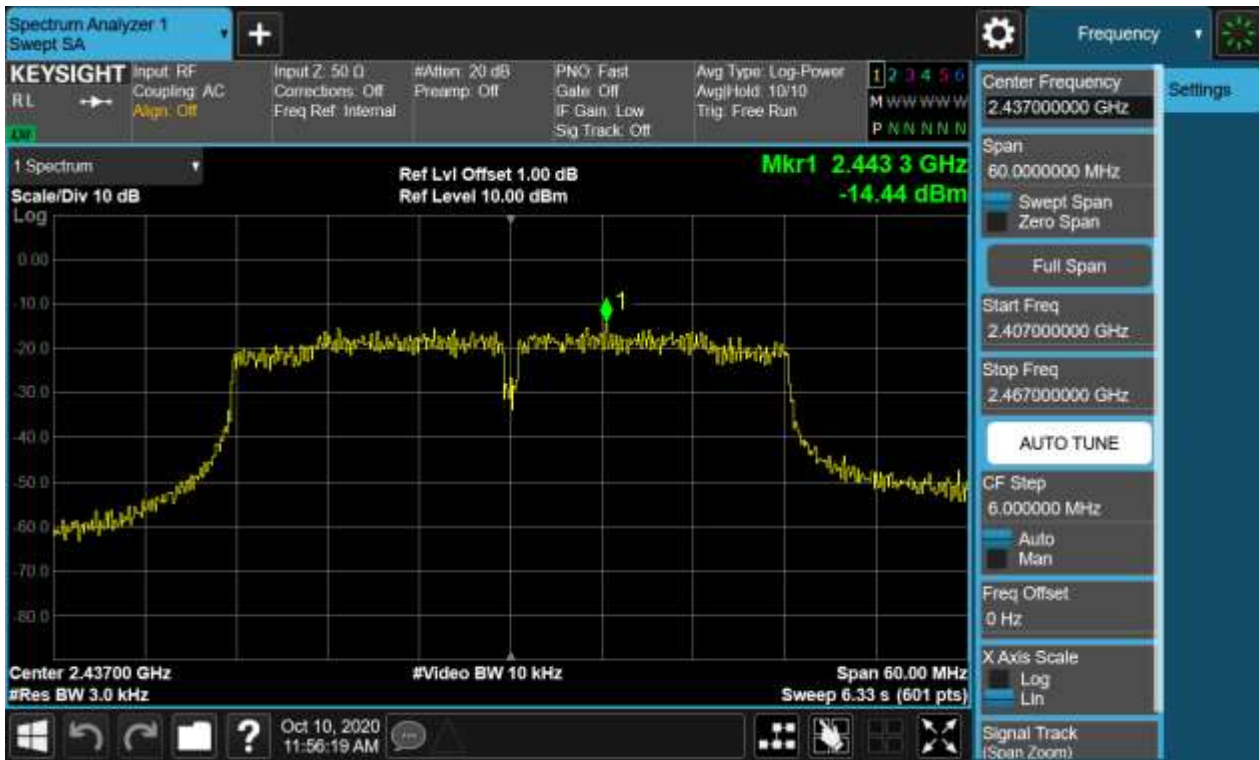 Spectrum Analyzer 1
Swept SA
Frequency
KEYSIGHT
RL
Input: RF
Coupling: AC
Align: Off
Input Z: 50 Ω
Corrections: Off
Freq Ref: Internal
#Atten: 20 dB
Preamp: Off
PNO: Fast
Gate: Off
IF Gain: Low
Sig Track: Off
Avg Type: Log-Power
Avg|Hold: 10/10
Trig: Free Run
1 2 3 4 5 6
M W W W W W
P N N N N N
Settings
Center Frequency
2.437000000 GHz
Span
60.0000000 MHz
Swept Span
Zero Span
Full Span
Start Freq
2.407000000 GHz
Stop Freq
2.467000000 GHz
AUTO TUNE
CF Step
6.000000 MHz
Auto
Man
Freq Offset
0 Hz
X Axis Scale
Log
Lin
Signal Track
(Span Zoom)
1 Spectrum
Scale/Div 10 dB
Ref Lvl Offset 1.00 dB
Ref Level 10.00 dBm
Mkr1 2.443 3 GHz
-14.44 dBm
Log
0.00
-10.0
-20.0
-30.0
-40.0
-50.0
-60.0
-70.0
-80.0
1
Center 2.43700 GHz
#Video BW 10 kHz
Span 60.00 MHz
#Res BW 3.0 kHz
Sweep 6.33 s (601 pts)
?
Oct 10, 2020
11:56:19 AM